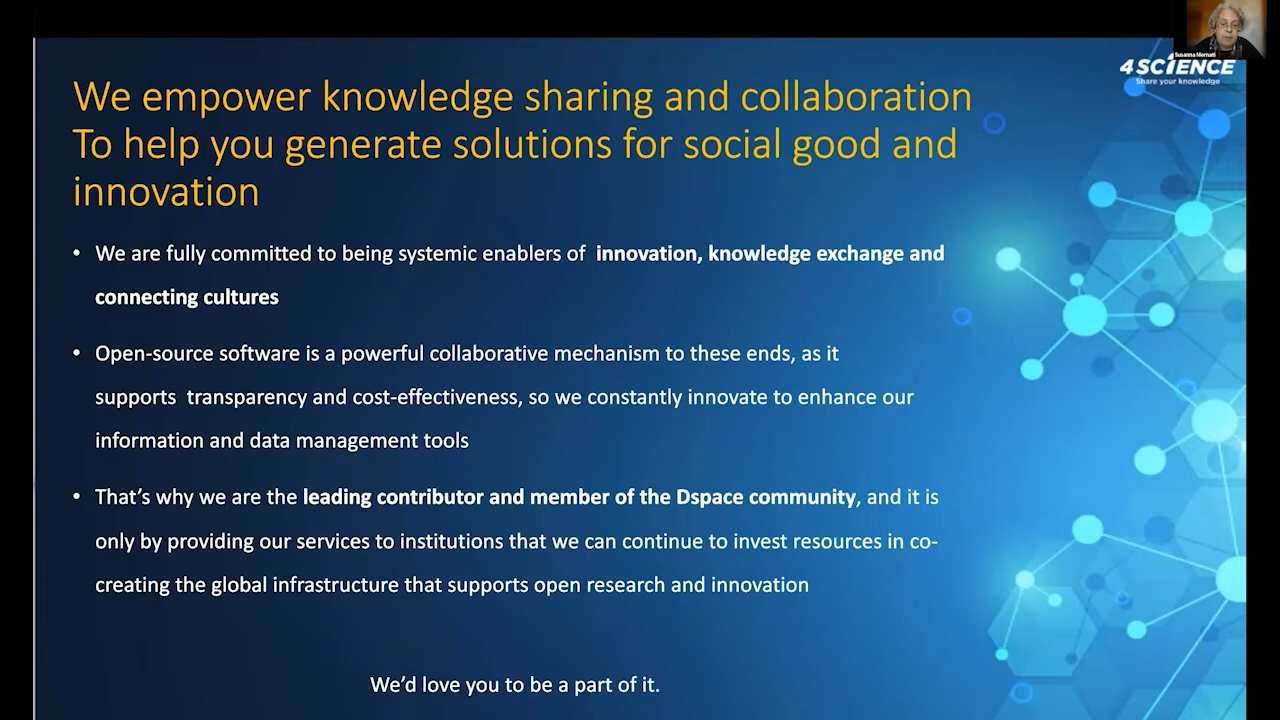 Susanna Mornati
4SCIENCE
Share your knowledge
We empower knowledge sharing and collaboration
To help you generate solutions for social good and
innovation
• We are fully committed to being systemic enablers of  innovation, knowledge exchange and
connecting cultures
• Open-source software is a powerful collaborative mechanism to these ends, as it
supports  transparency and cost-effectiveness, so we constantly innovate to enhance our
information and data management tools
• That’s why we are the leading contributor and member of the Dspace community, and it is
only by providing our services to institutions that we can continue to invest resources in co-
creating the global infrastructure that supports open research and innovation
We’d love you to be a part of it.